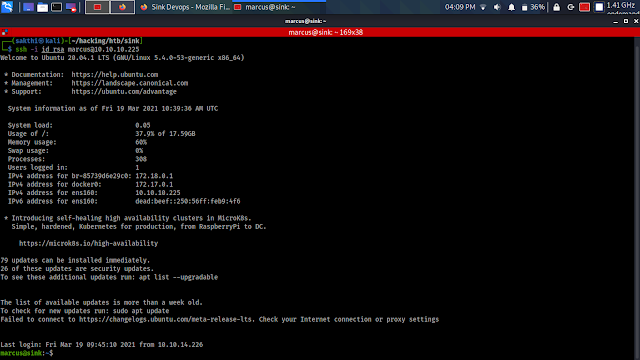 Sink Devops - Mozilla Fi...
marcus@sink: ~
04:09 PM
36%
1.41 GHz
marcus@sink: ~
marcus@sink: ~ 169x38
(sakthi㉿kali)-[~/hacking/htb/sink]
$ ssh -i id_rsa marcus@10.10.10.225
Welcome to Ubuntu 20.04.1 LTS (GNU/Linux 5.4.0-53-generic x86_64)
* Documentation: https://help.ubuntu.com
* Management: https://landscape.canonical.com
* Support: https://ubuntu.com/advantage
System information as of Fri 19 Mar 2021 10:39:36 AM UTC
System load: 0.05
Usage of /: 37.9% of 17.59GB
Memory usage: 60%
Swap usage: 0%
Processes: 308
Users logged in: 1
IPv4 address for br-85739d6e29c0: 172.18.0.1
IPv4 address for docker0: 172.17.0.1
IPv4 address for ens160: 10.10.10.225
IPv6 address for ens160: dead:beef::250:56ff:feb9:4f6
* Introducing self-healing high availability clusters in MicroK8s.
Simple, hardened, Kubernetes for production, from RaspberryPi to DC.
https://microk8s.io/high-availability
79 updates can be installed immediately.
26 of these updates are security updates.
To see these additional updates run: apt list --upgradable
The list of available updates is more than a week old.
To check for new updates run: sudo apt update
Failed to connect to https://changelogs.ubuntu.com/meta-release-lts. Check your Internet connection or proxy settings
Last login: Fri Mar 19 09:45:10 2021 from 10.10.14.226
marcus@sink:~$